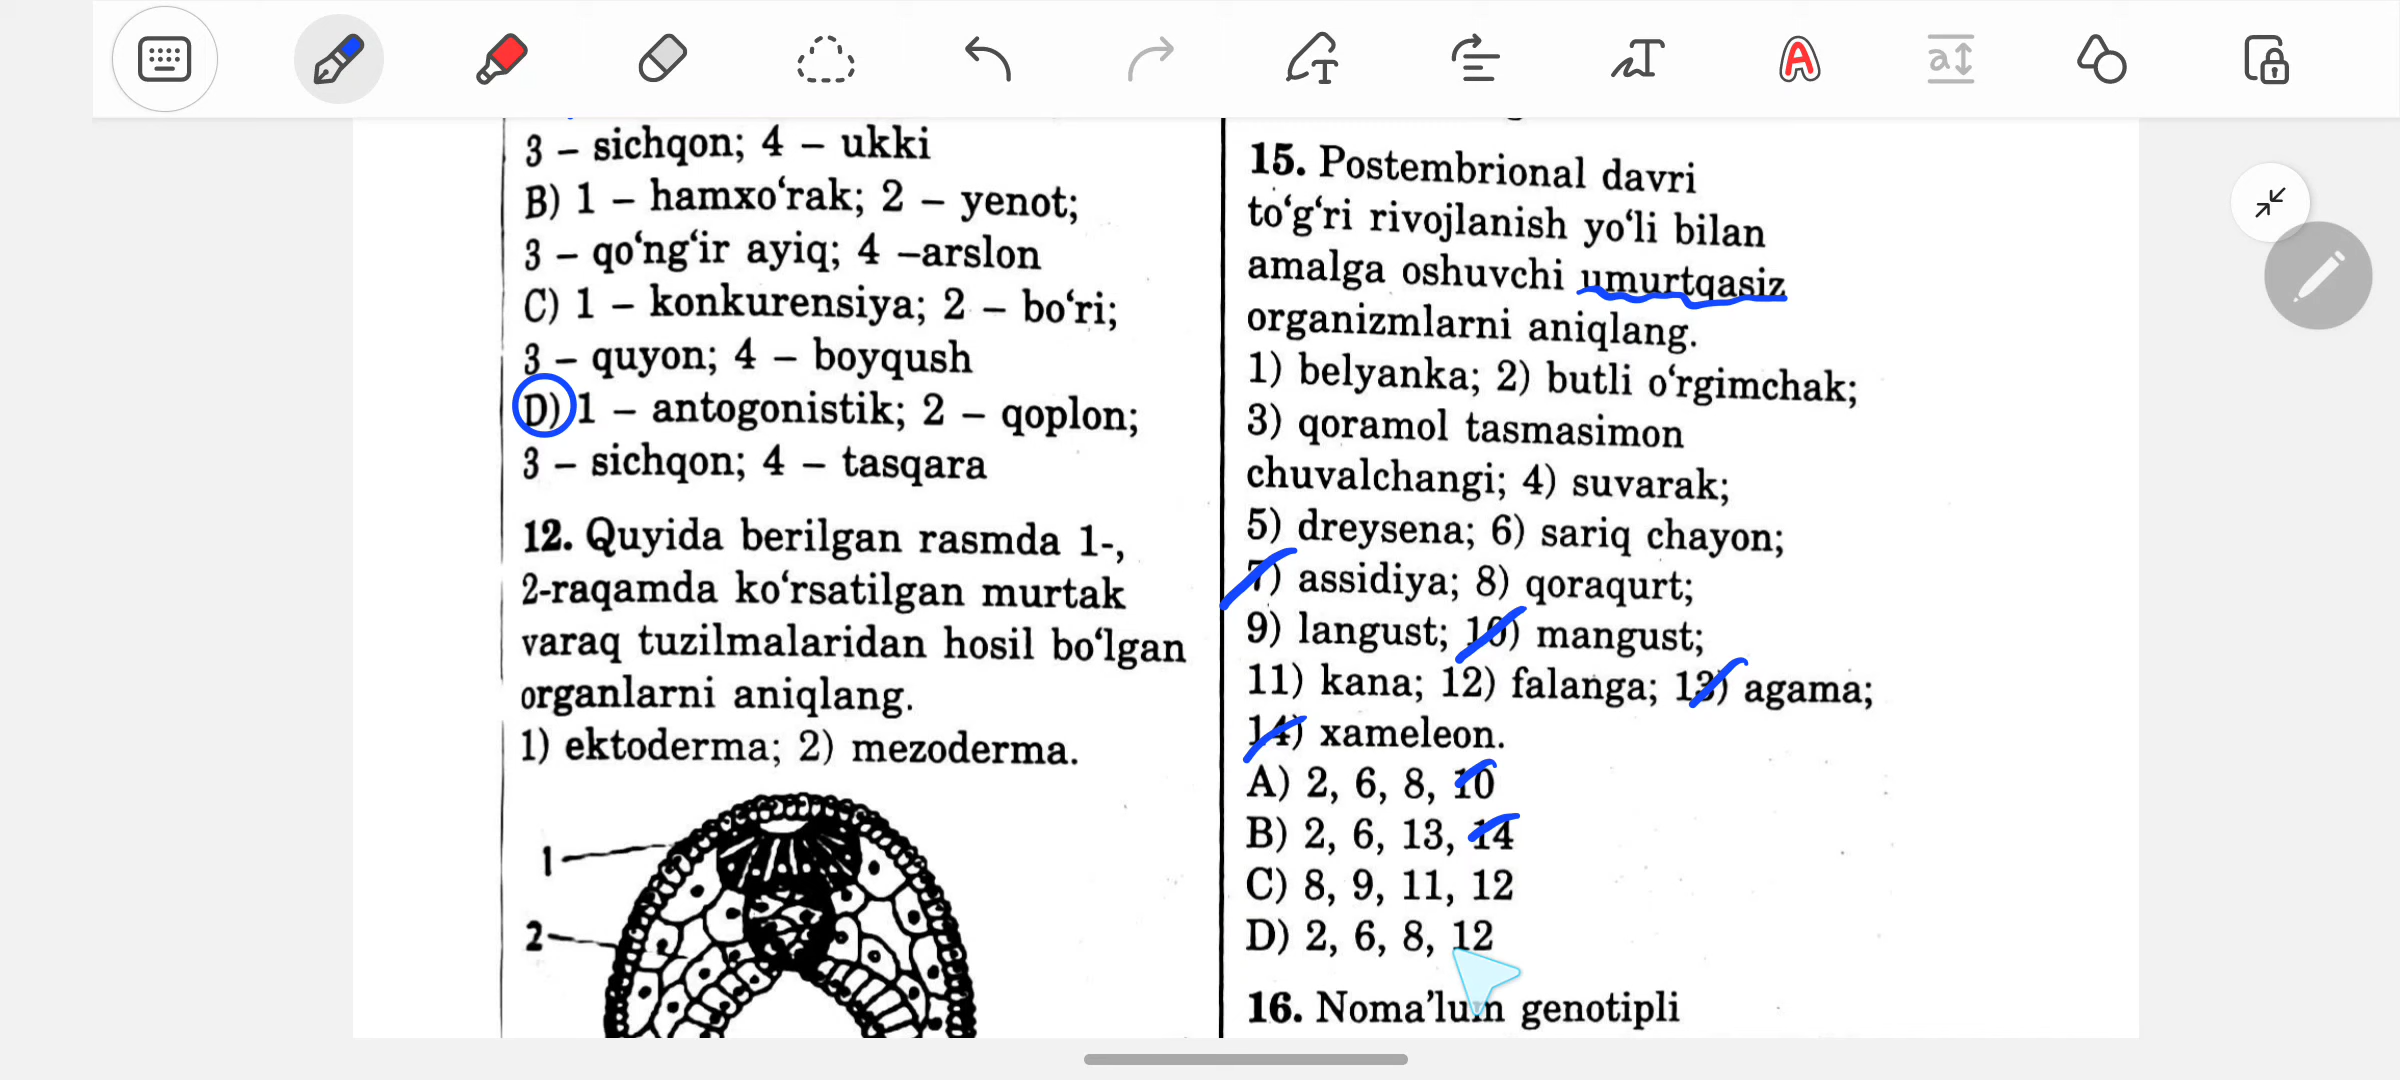 3 – sichqon; 4 – ukki
B) 1 – hamxo‘rak; 2 – yenot;
3 – qo‘ng‘ir ayiq; 4 –arslon
C) 1 – konkurensiya; 2 – bo‘ri;
3 – quyon; 4 – boyqush
D) 1 – antogonistik; 2 – qoplon;
3 – sichqon; 4 – tasqara
12. Quyida berilgan rasmda 1-,
2-raqamda ko‘rsatilgan murtak
varaq tuzilmalaridan hosil bo‘lgan
organlarni aniqlang.
1) ektoderma; 2) mezoderma.
1
2
15. Postembrional davri
to‘g‘ri rivojlanish yo‘li bilan
amalga oshuvchi umurtqasiz
organizmlarni aniqlang.
1) belyanka; 2) butli o‘rgimchak;
3) qoramol tasmasimon
chuvalchangi; 4) suvarak;
5) dreysena; 6) sariq chayon;
7) assidiya; 8) qoraqurt;
9) langust; 10) mangust;
11) kana; 12) falanga; 13) agama;
14) xameleon.
A) 2, 6, 8, 10
B) 2, 6, 13, 14
C) 8, 9, 11, 12
D) 2, 6, 8, 12
16. Noma’lum genotipli